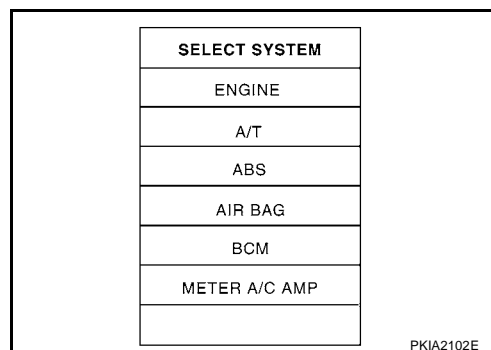 SELECT SYSTEM
ENGINE
A/T
ABS
AIR BAG
BCM
METER A/C AMP
PKIA2102E